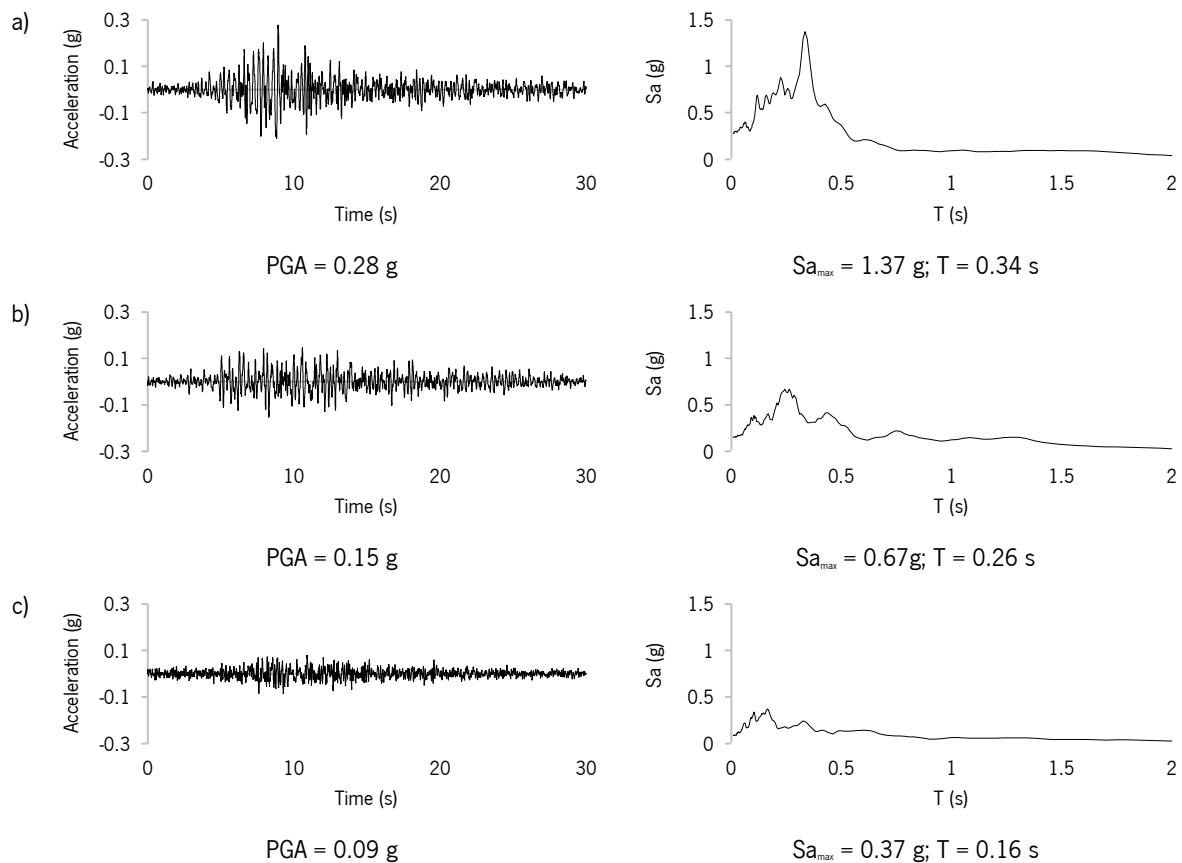 a)
Acceleration (g)
0.3
0.1
-0.1
-0.3
0 10 20 30
Time (s)
PGA = 0.28 g
Sa (g)
1.5
1
0.5
0
0 0.5 1 1.5 2
T (s)
Samax = 1.37 g; T = 0.34 s
b)
Acceleration (g)
0.3
0.1
-0.1
-0.3
0 10 20 30
Time (s)
PGA = 0.15 g
Sa (g)
1.5
1
0.5
0
0 0.5 1 1.5 2
T (s)
Samax = 0.67g; T = 0.26 s
c)
Acceleration (g)
0.3
0.1
-0.1
-0.3
0 10 20 30
Time (s)
PGA = 0.09 g
Sa (g)
1.5
1
0.5
0
0 0.5 1 1.5 2
T (s)
Samax = 0.37 g; T = 0.16 s